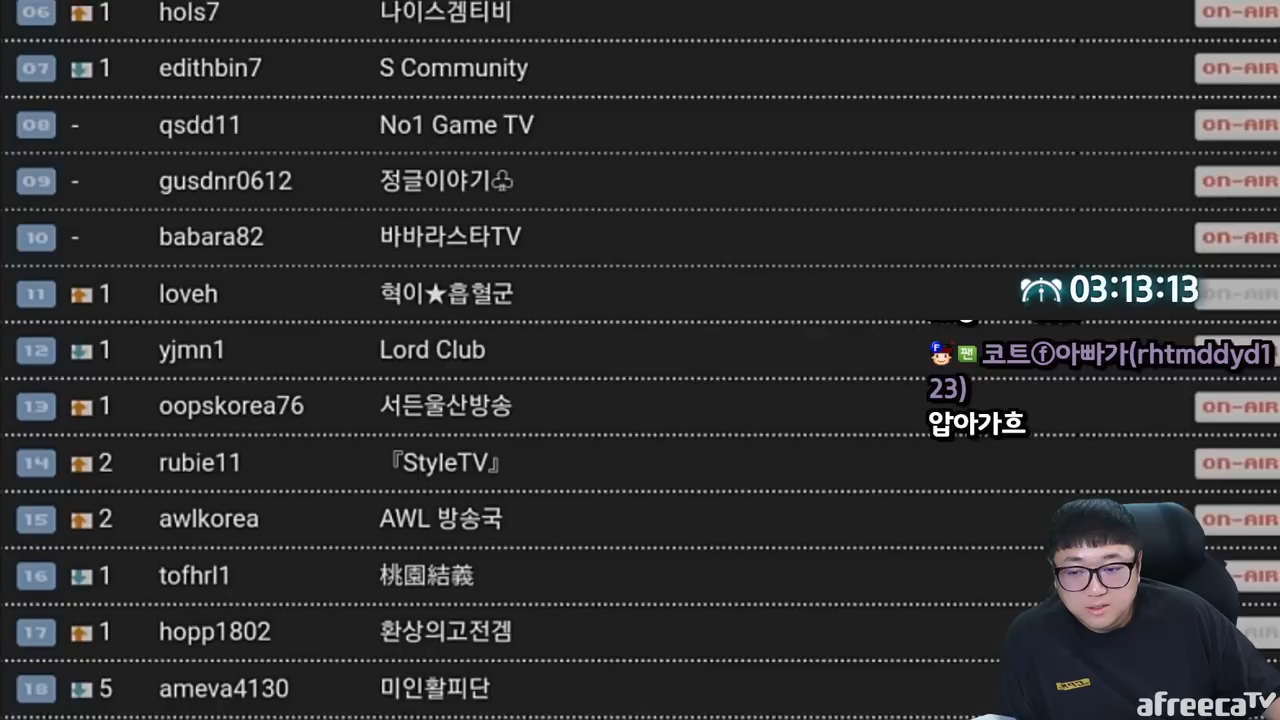 06 1 hols7 나이스겜티비 ON-AIR
07 1 edithbin7 S Community ON-AIR
08 - qsdd11 No1 Game TV ON-AIR
09 - gusdnr0612 정글이야기♧ ON-AIR
10 - babara82 바바라스타TV ON-AIR
11 1 loveh 혁이★흡혈군 ON-AIR
03:13:13
12 1 yjmn1 Lord Club
팬 코트ⓕ아빠가(rhtmddyd1
23)
압아가흐
13 1 oopskorea76 서든울산방송 ON-AIR
14 2 rubie11 『StyleTV』 ON-AIR
15 2 awlkorea AWL 방송국 ON-AIR
16 1 tofhrl1 桃園結義 -AIR
17 1 hopp1802 환상의고전겜
18 5 ameva4130 미인활피단
afreecaTV